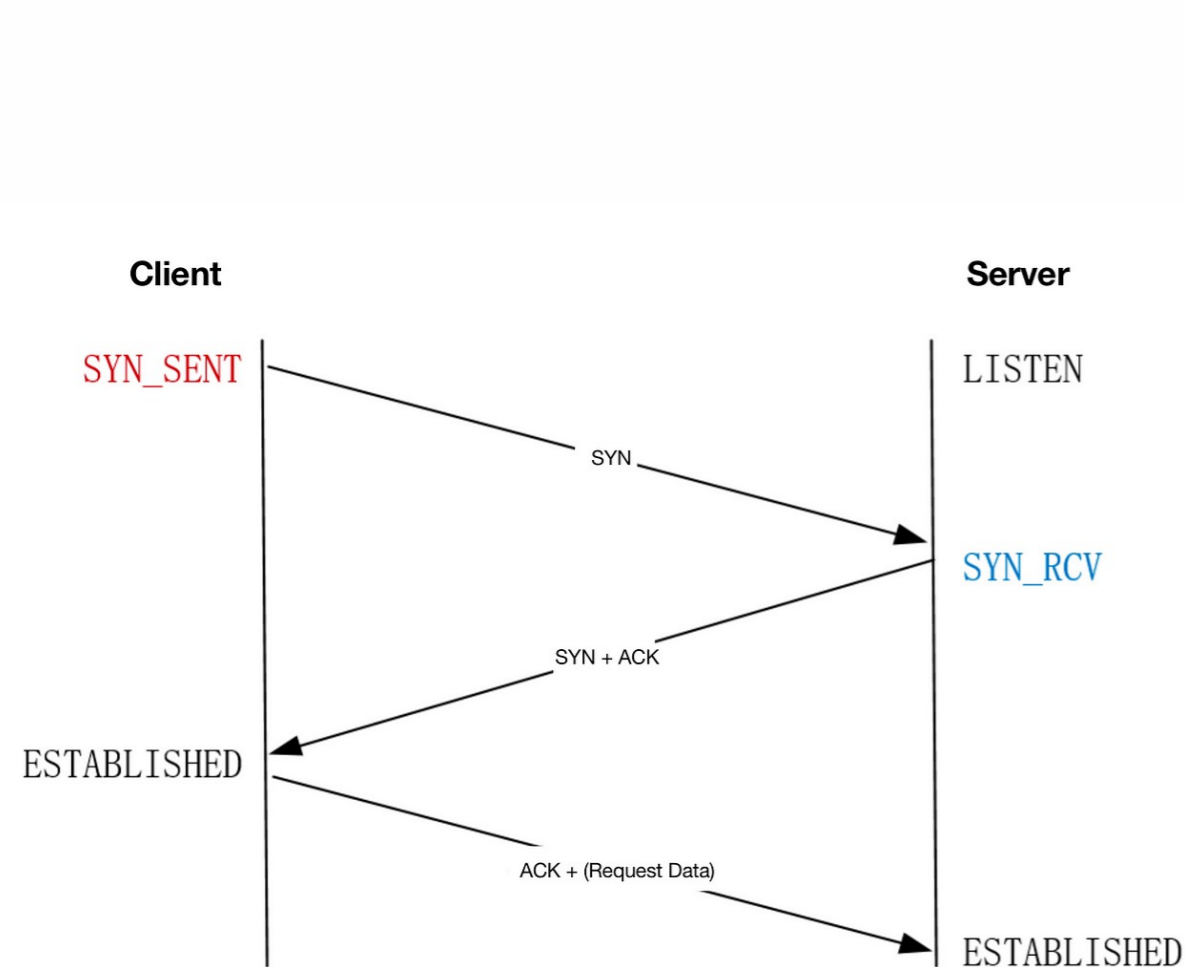 Client
Server
SYN_SENT
LISTEN
SYN
SYN_RCV
SYN + ACK
ESTABLISHED
ACK + (Request Data)
ESTABLISHED